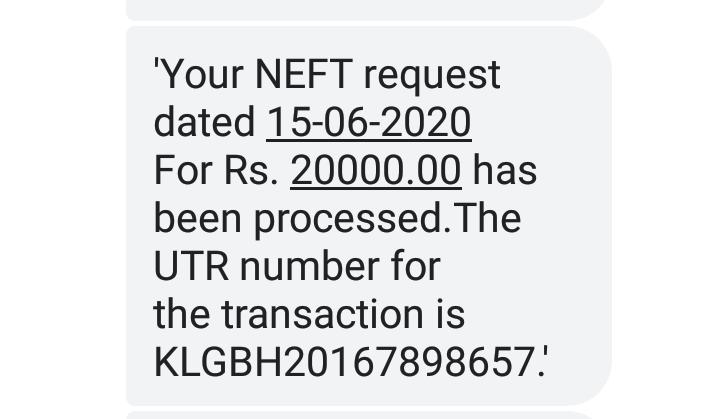 'Your NEFT request
dated 15-06-2020
For Rs. 20000.00 has
been processed.The
UTR number for
the transaction is
KLGBH20167898657.'